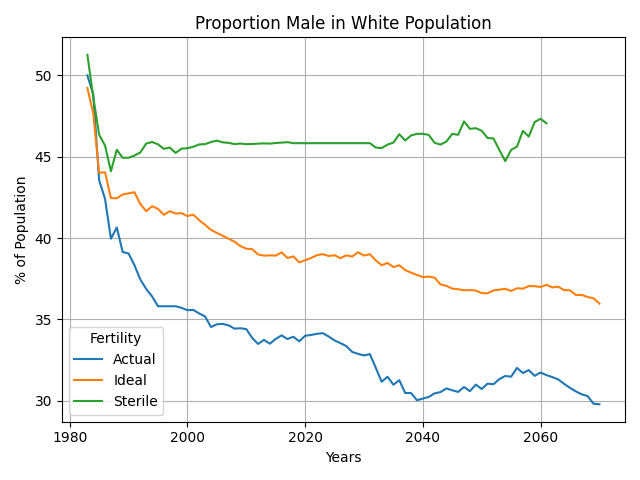 Proportion Male in White Population
% of Population
50
45
40
35
30
Fertility
Actual
Ideal
Sterile
1980
2000
2020
2040
2060
Years